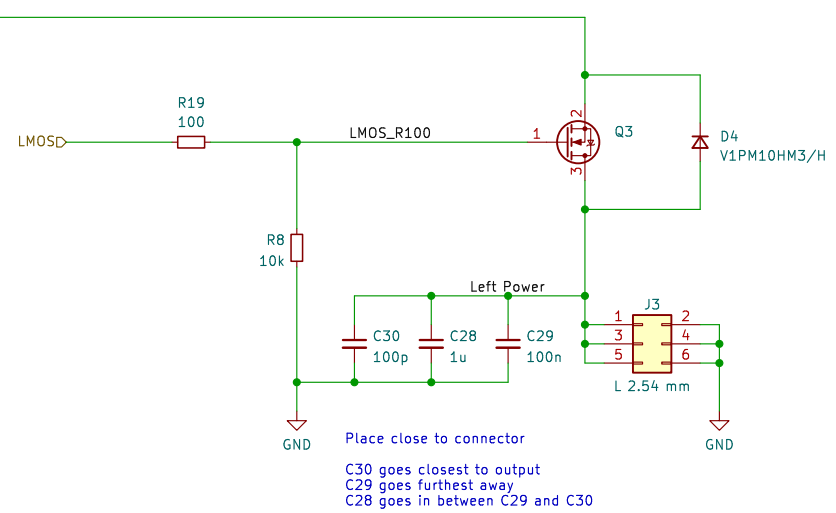 R19
100
LMOS
LMOS_R100
1
2
3
Q3
D4
V1PM10HM3/H
R8
10k
Left Power
C30
100p
C28
1u
C29
100n
J3
1
2
3
4
5
6
L 2.54 mm
GND
GND
Place close to connector
C30 goes closest to output
C29 goes furthest away
C28 goes in between C29 and C30